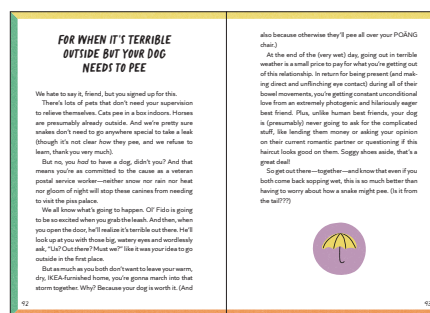 FOR WHEN IT'S TERRIBLE
OUTSIDE BUT YOUR DOG
NEEDS TO PEE
We hate to say it, friend, but you signed up for this.
There's lots of pets that don't need your supervision
to relieve themselves. Cats pee in a box indoors. Horses
are presumably already outside. And we're pretty sure
snakes don't need to go anywhere special to take a leak
(though it's not clear how they pee, and we refuse to
learn, thank you very much).
But no, you had to have a dog, didn't you? And that
means you're as committed to the cause as a veteran
postal service worker—neither snow nor rain nor heat
nor gloom of night will stop these canines from needing
to visit the piss palace.
We all know what's going to happen. Ol' Fido is going
to be so excited when you grab the leash. And then, when
you open the door, he'll realize it's terrible out there. He'll
look up at you with those big, watery eyes and wordlessly
ask, "Us? Out there? Must we?" like it was your idea to go
outside in the first place.
But as much as you both don't want to leave your warm,
dry, IKEA-furnished home, you're gonna march into that
storm together. Why? Because your dog is worth it. (And
92
also because otherwise they'll pee all over your POÄNG
chair.)
At the end of the (very wet) day, going out in terrible
weather is a small price to pay for what you're getting out
of this relationship. In return for being present (and mak-
ing direct and unflinching eye contact) during all of their
bowel movements, you're getting constant unconditional
love from an extremely photogenic and hilariously eager
best friend. Plus, unlike human best friends, your dog
is (presumably) never going to ask for the complicated
stuff, like lending them money or asking your opinion
on their current romantic partner or questioning if this
haircut looks good on them. Soggy shoes aside, that's a
great deal!
So get out there—together—and know that even if you
both come back sopping wet, this is so much better than
having to worry about how a snake might pee. (Is it from
the tail???)
93